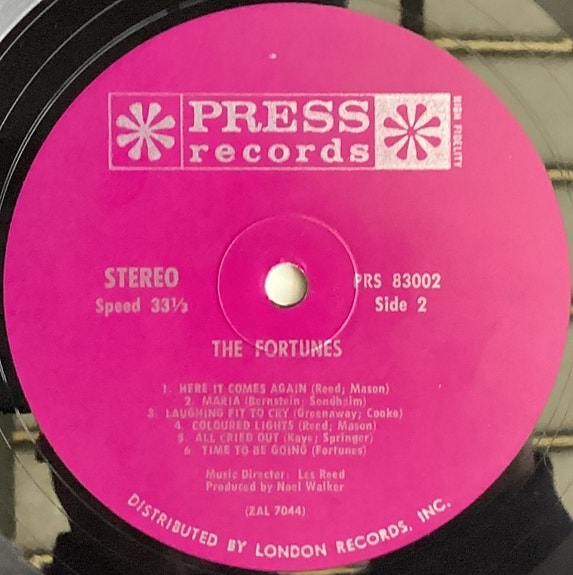 PRESS
records
HIGH FIDELITY
STEREO
Speed 33⅓
PRS 83002
Side 2
THE FORTUNES
1. HERE IT COMES AGAIN (Reed; Mason)
2. MARIA (Bernstein; Sondhaim)
3. LAUGHING FIT TO CRY (Greenaway; Cooke)
4. COLOURED LIGHTS (Reed; Mason)
5. ALL CRIED OUT (Kaye; Springer)
6. TIME TO BE GOING (Fortunes)
Music Director: Les Reed
Produced by Noel Walker
(ZAL 7044)
DISTRIBUTED BY LONDON RECORDS, INC.